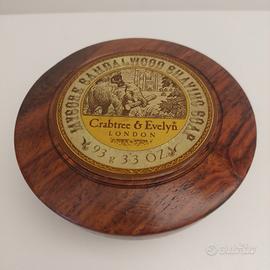 MYSORE SANDALWOOD SHAVING SOAP
Crabtree & Evelyn
LONDON
93 g 3.3 OZ
subito